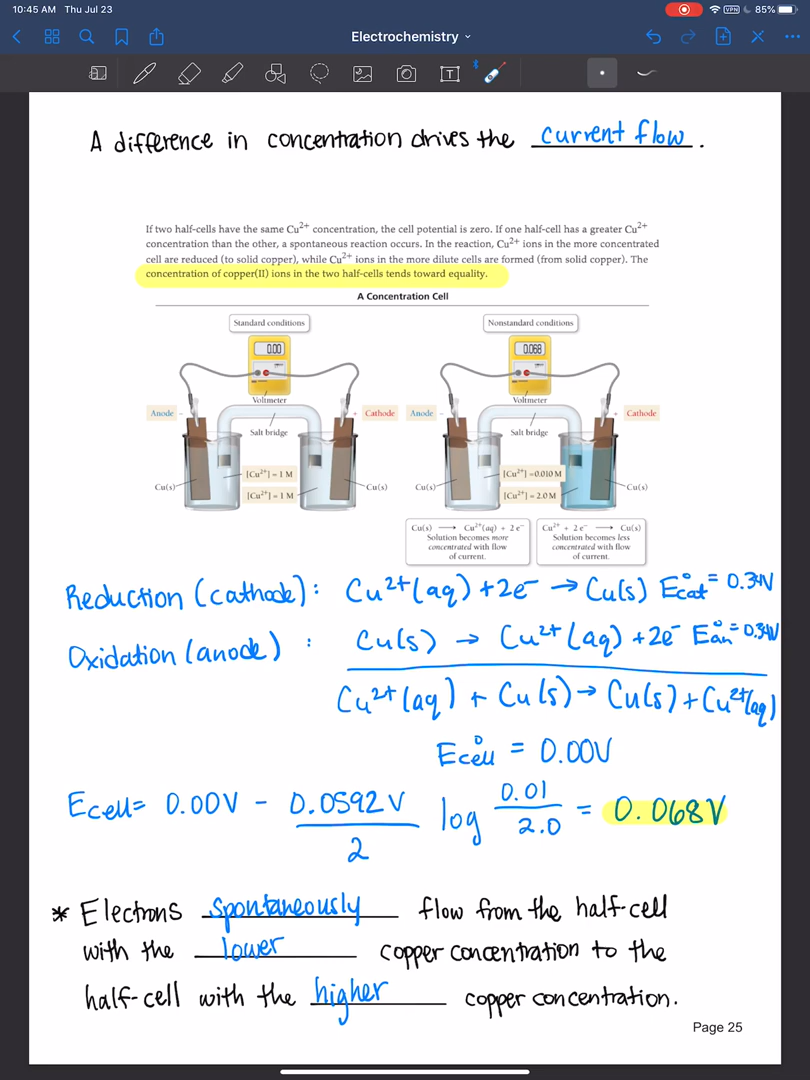 10:45 AM Thu Jul 23
VPN 85%
Electrochemistry
T
A difference in concentration drives the current flow.
If two half-cells have the same Cu²⁺ concentration, the cell potential is zero. If one half-cell has a greater Cu²⁺
concentration than the other, a spontaneous reaction occurs. In the reaction, Cu²⁺ ions in the more concentrated
cell are reduced (to solid copper), while Cu²⁺ ions in the more dilute cells are formed (from solid copper). The
concentration of copper(II) ions in the two half-cells tends toward equality.
A Concentration Cell
Standard conditions
Nonstandard conditions
0.00
0.068
Voltmeter
Voltmeter
Anode −
+ Cathode
Anode −
+ Cathode
Salt bridge
Salt bridge
[Cu²⁺] = 1 M
[Cu²⁺] = 0.010 M
Cu(s)
Cu(s)
Cu(s)
Cu(s)
[Cu²⁺] = 1 M
[Cu²⁺] = 2.0 M
Cu(s) → Cu²⁺(aq) + 2 e⁻
Solution becomes more
concentrated with flow
of current.
Cu²⁺ + 2 e⁻ → Cu(s)
Solution becomes less
concentrated with flow
of current.
Reduction (cathode): Cu²⁺(aq) + 2e⁻ → Cu(s) E°cat = 0.34V
Oxidation (anode) : Cu(s) → Cu²⁺(aq) + 2e⁻ E°an = 0.34V
Cu²⁺(aq) + Cu(s) → Cu(s) + Cu²⁺(aq)
E°cell = 0.00V
Ecell = 0.00V − 0.0592V/2 log 0.01/2.0 = 0.068V
* Electrons spontaneously flow from the half-cell
with the lower copper concentration to the
half-cell with the higher copper concentration.
Page 25